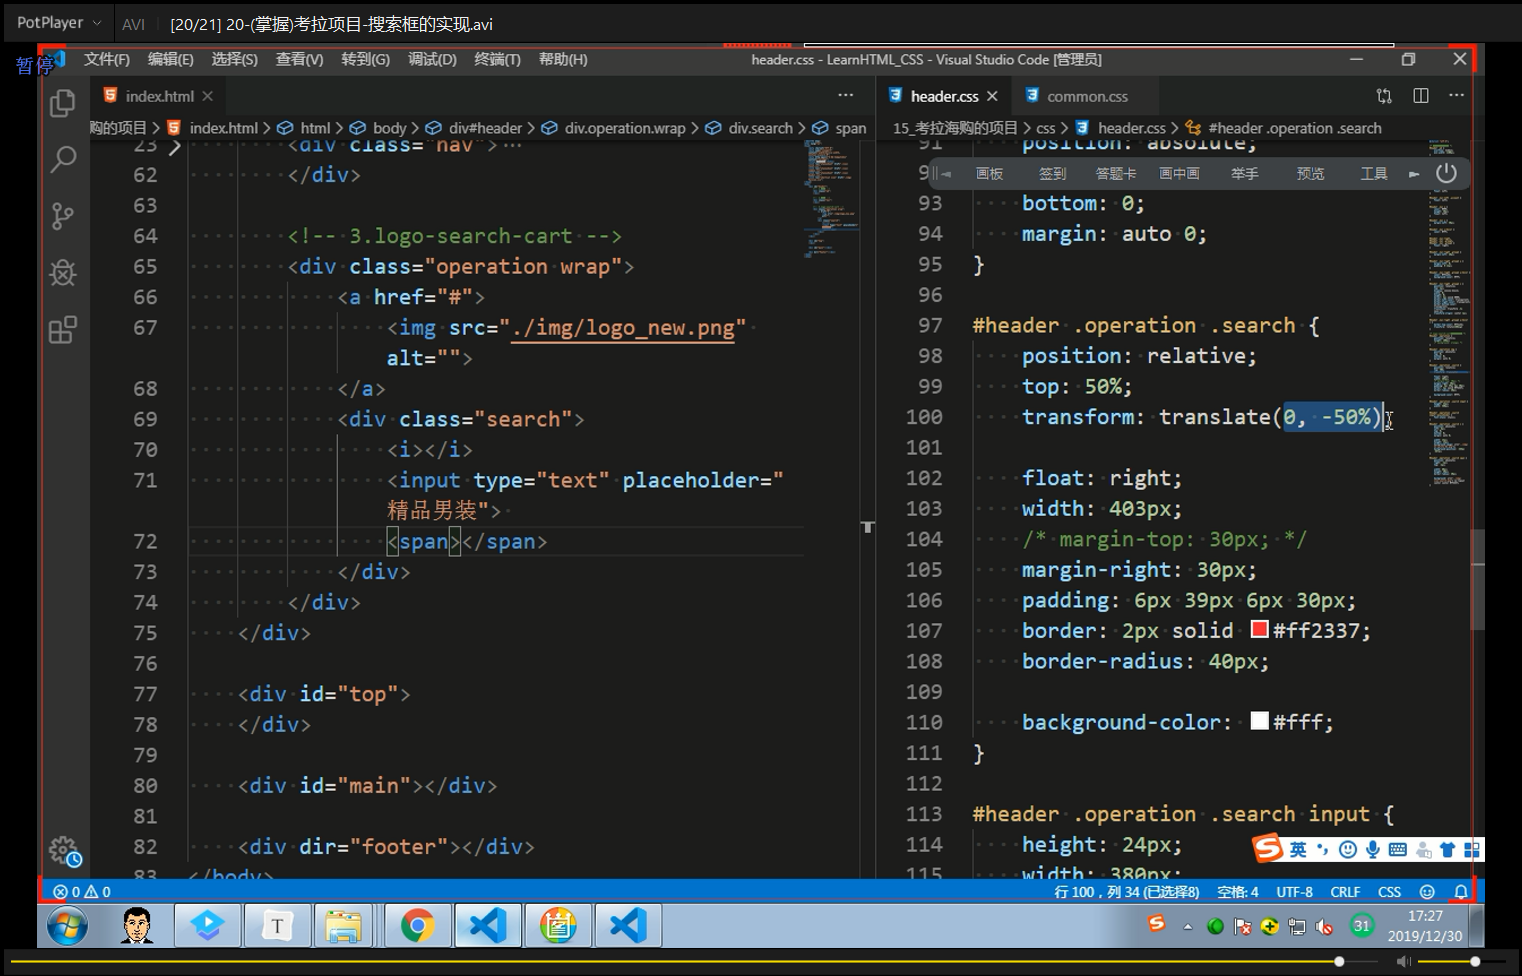 PotPlayer AVI [20/21] 20-(掌握)考拉项目-搜索框的实现.avi
暂停
文件(F) 编辑(E) 选择(S) 查看(V) 转到(G) 调试(D) 终端(T) 帮助(H) header.css - LearnHTML_CSS - Visual Studio Code [管理员]
index.html
购的项目 > index.html > html > body > div#header > div.operation.wrap > div.search > span
23 <div class="nav">···
62 </div>
63
64 <!-- 3.logo-search-cart -->
65 <div class="operation wrap">
66 <a href="#">
67 <img src="./img/logo_new.png"
alt="">
68 </a>
69 <div class="search">
70 <i></i>
71 <input type="text" placeholder="
精品男装">
72 <span></span>
73 </div>
74 </div>
75 </div>
76
77 <div id="top">
78 </div>
79
80 <div id="main"></div>
81
82 <div dir="footer"></div>
83 </body>
header.css common.css
15_考拉海购的项目 > css > header.css > #header .operation .search
91 position: absolute;
画板 签到 答题卡 画中画 举手 预览 工具
93 bottom: 0;
94 margin: auto 0;
95 }
96
97 #header .operation .search {
98 position: relative;
99 top: 50%;
100 transform: translate(0, -50%)
101
102 float: right;
103 width: 403px;
104 /* margin-top: 30px; */
105 margin-right: 30px;
106 padding: 6px 39px 6px 30px;
107 border: 2px solid #ff2337;
108 border-radius: 40px;
109
110 background-color: #fff;
111 }
112
113 #header .operation .search input {
114 height: 24px;
115 width: 380px;
英
0 0 行 100，列 34 (已选择8) 空格: 4 UTF-8 CRLF CSS
T 31 17:27
2019/12/30